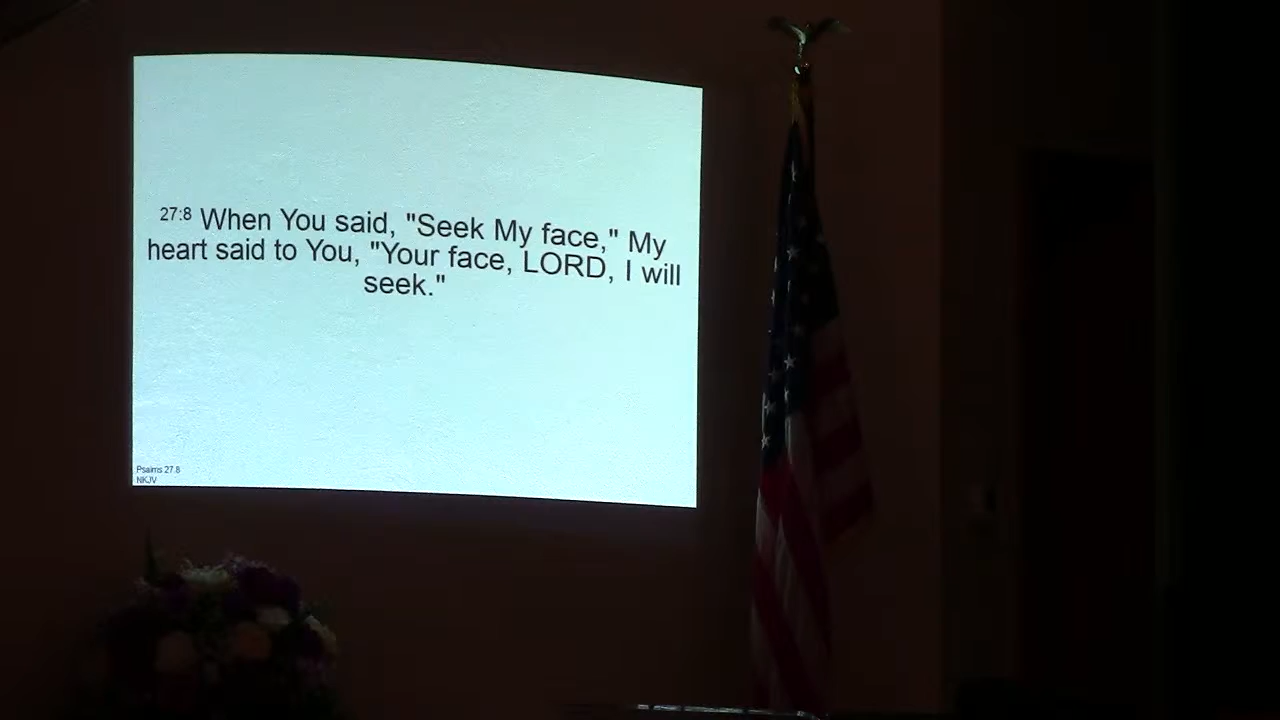 27:8 When You said, "Seek My face," My
heart said to You, "Your face, LORD, I will
seek."
Psalms 27:8
NKJV